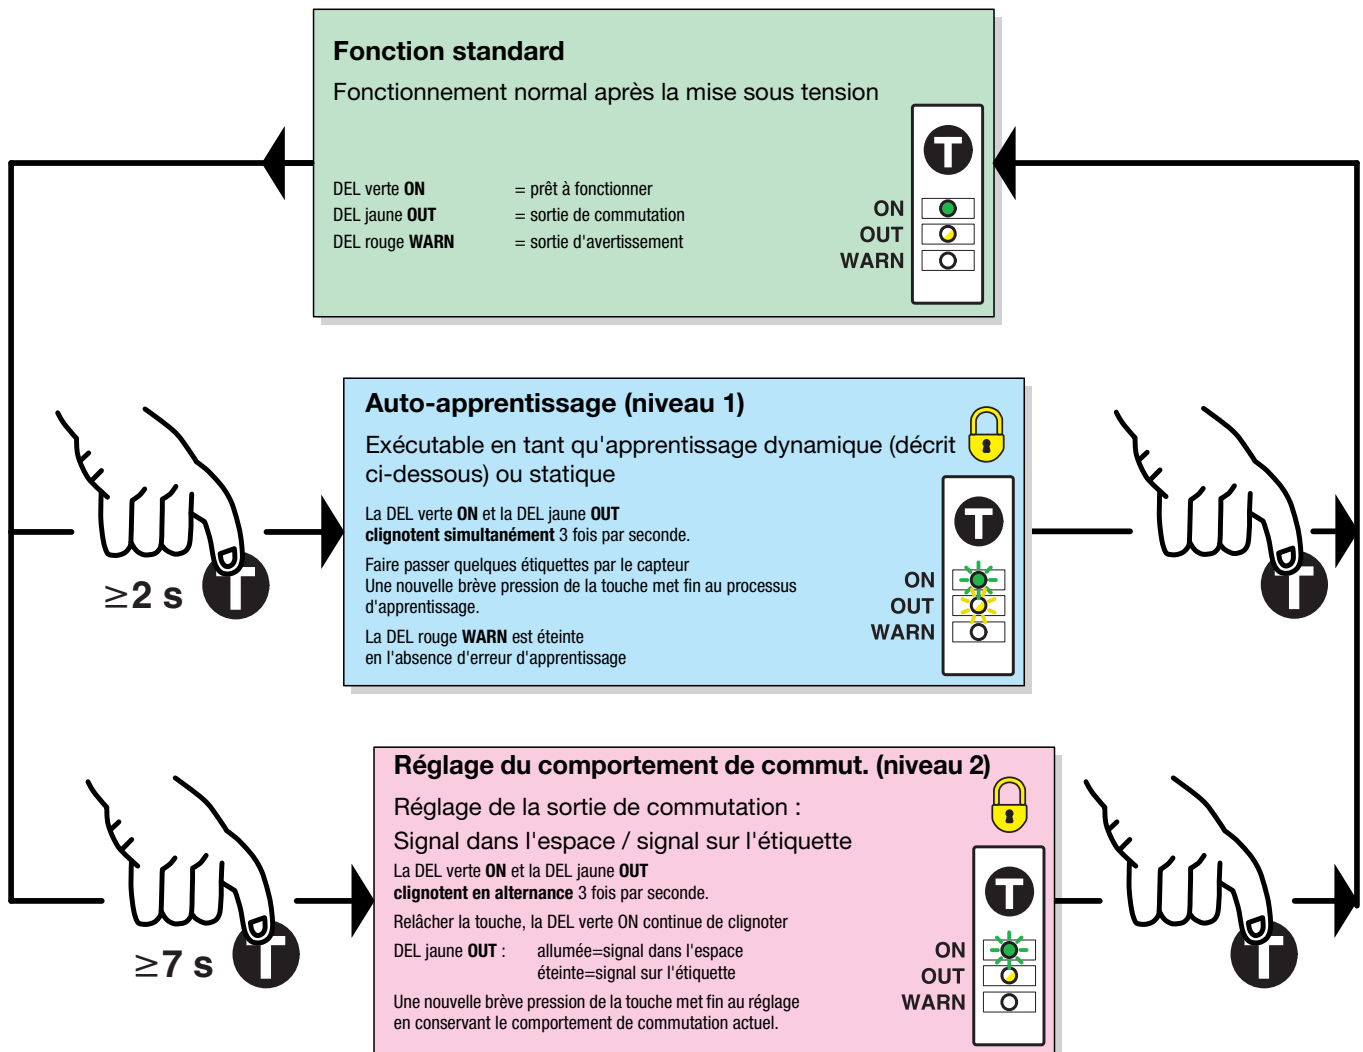 Fonction standard
Fonctionnement normal après la mise sous tension
T
DEL verte ON = prêt à fonctionner
DEL jaune OUT = sortie de commutation
DEL rouge WARN = sortie d'avertissement
ON
OUT
WARN
Auto-apprentissage (niveau 1)
Exécutable en tant qu'apprentissage dynamique (décrit
ci-dessous) ou statique
La DEL verte ON et la DEL jaune OUT
clignotent simultanément 3 fois par seconde.
Faire passer quelques étiquettes par le capteur
Une nouvelle brève pression de la touche met fin au processus
d'apprentissage.
La DEL rouge WARN est éteinte
en l'absence d'erreur d'apprentissage
T
ON
OUT
WARN
≥2 s
T
T
Réglage du comportement de commut. (niveau 2)
Réglage de la sortie de commutation :
Signal dans l'espace / signal sur l'étiquette
La DEL verte ON et la DEL jaune OUT
clignotent en alternance 3 fois par seconde.
Relâcher la touche, la DEL verte ON continue de clignoter
DEL jaune OUT : allumée=signal dans l'espace
éteinte=signal sur l'étiquette
Une nouvelle brève pression de la touche met fin au réglage
en conservant le comportement de commutation actuel.
T
ON
OUT
WARN
≥7 s
T
T